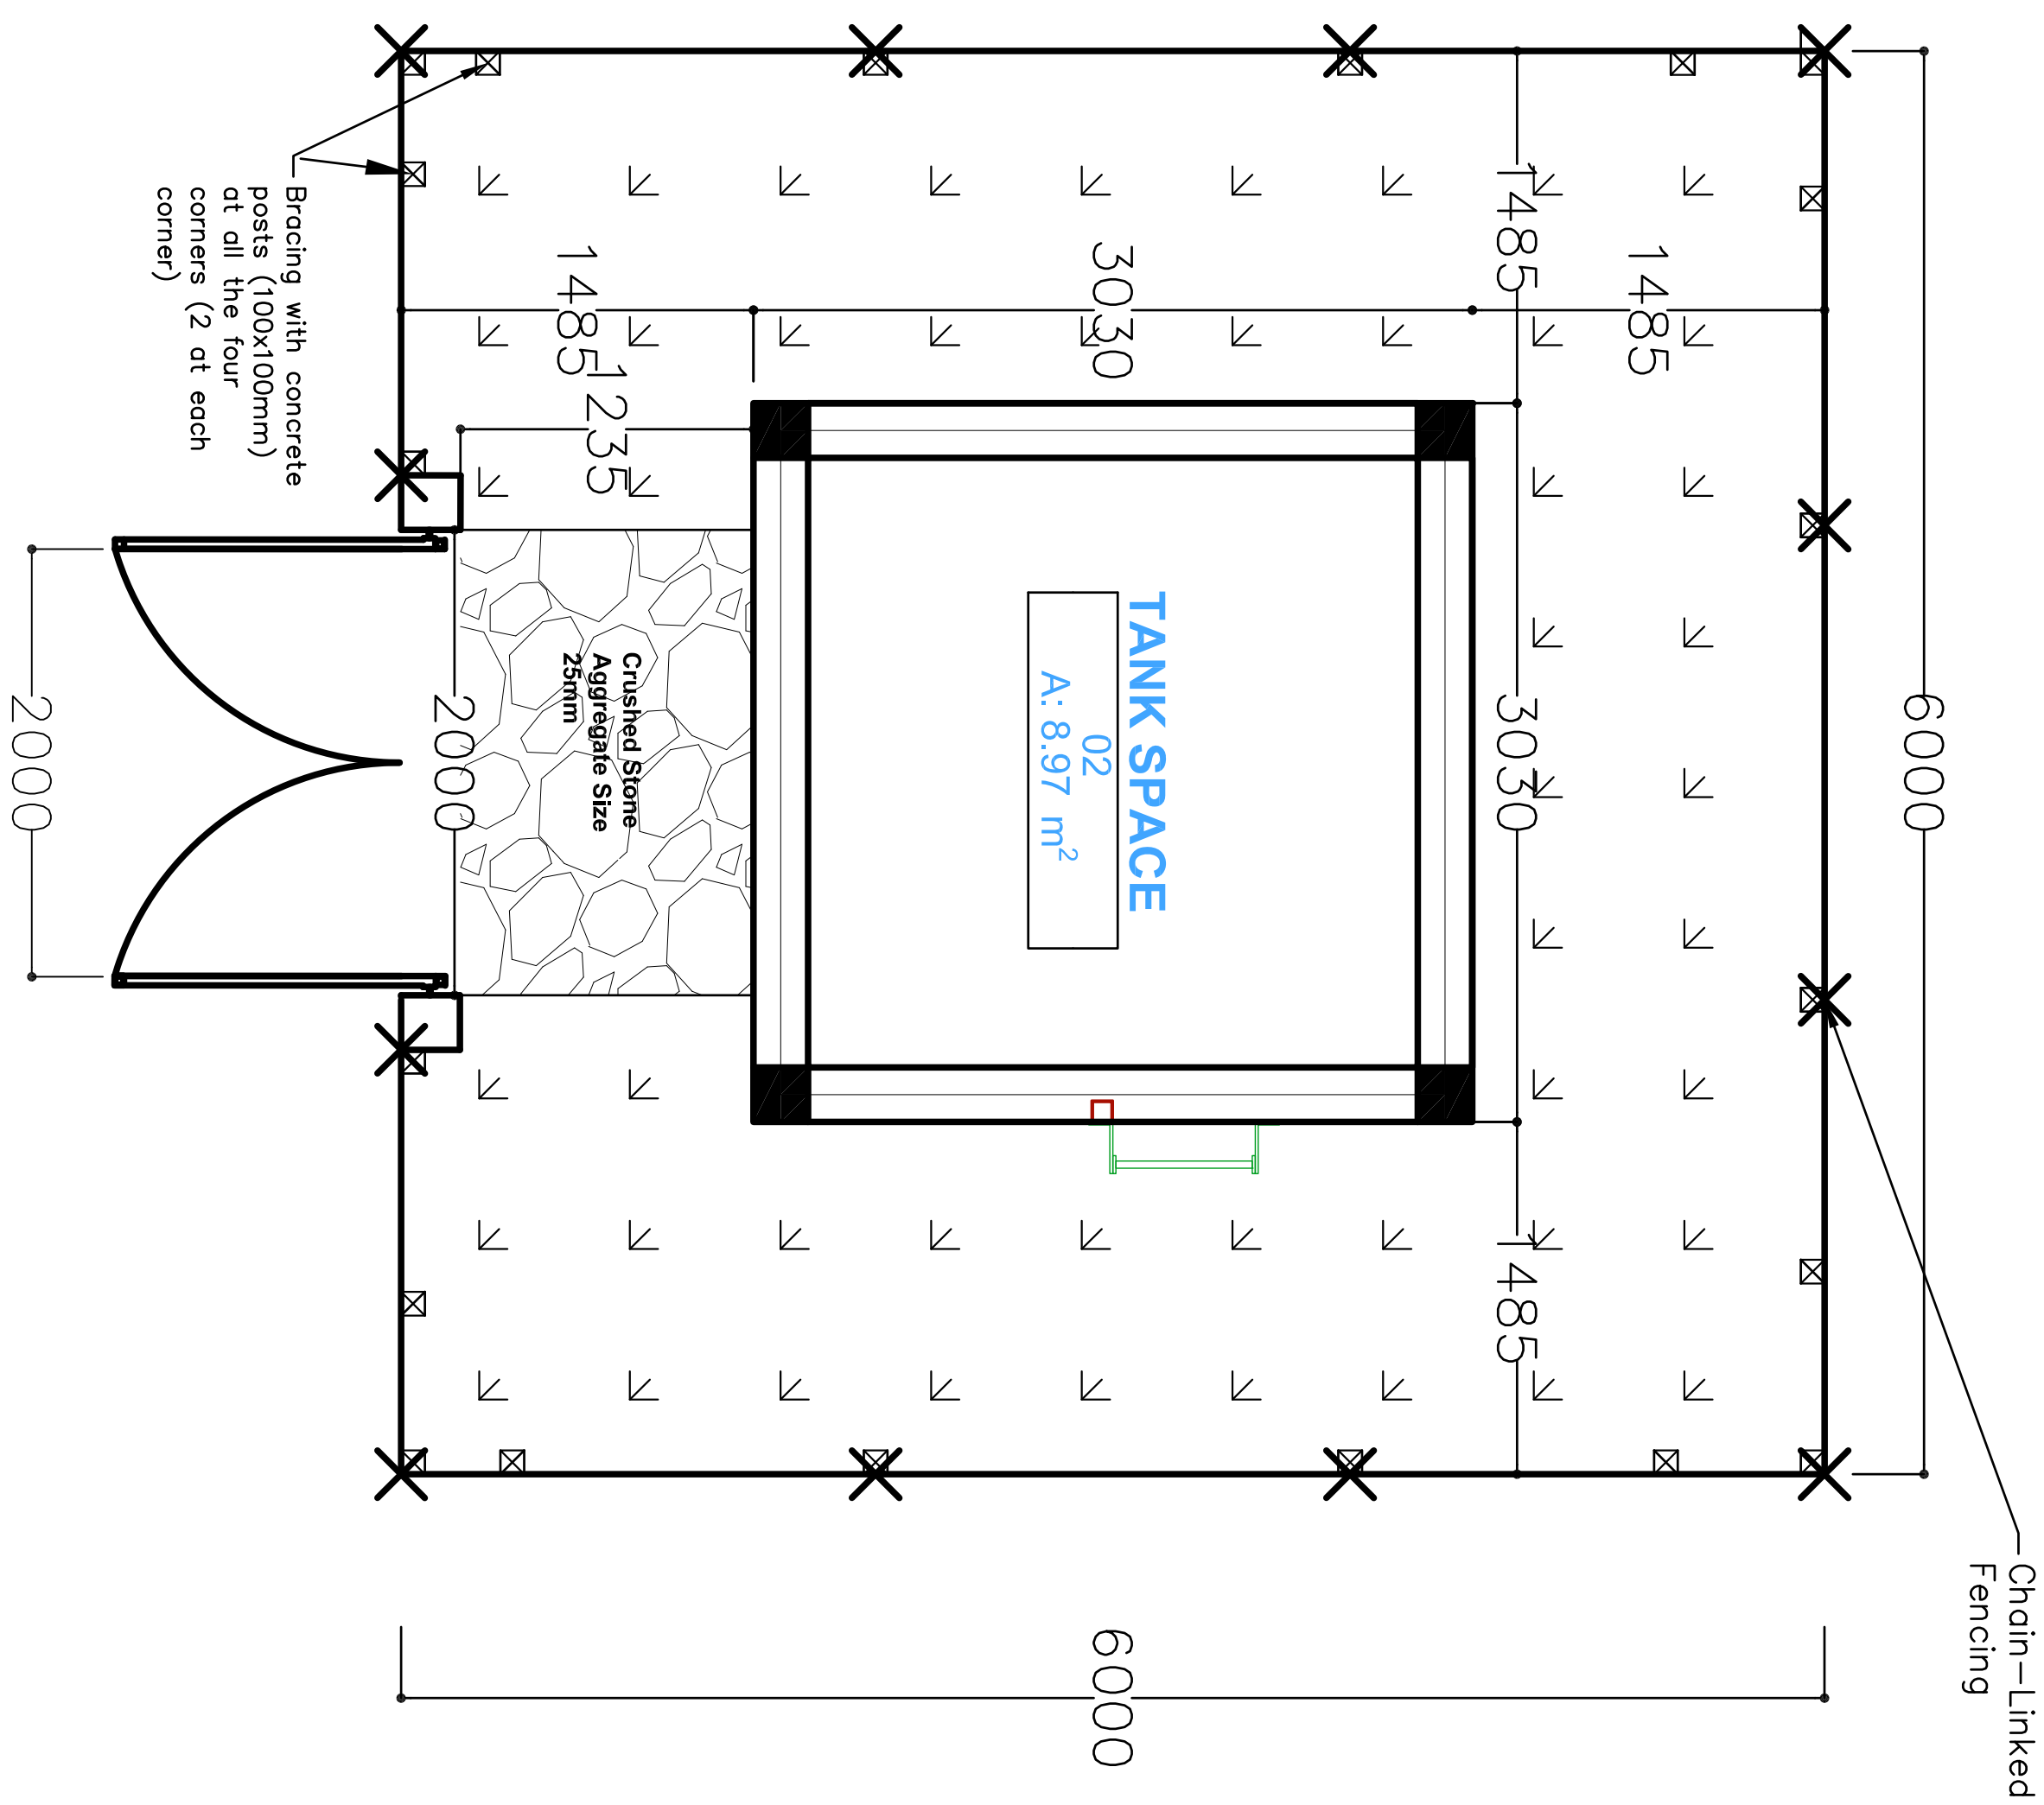 6000
Chain-Linked
Fencing
1485
1485
3030
3030
1485
1485
1235
TANK SPACE
02
A: 8.97 m²
Crushed Stone
Aggregate Size
25mm
2000
2000
Bracing with concrete
posts (100x100mm)
at all the four
corners (2 at each
corner)
6000